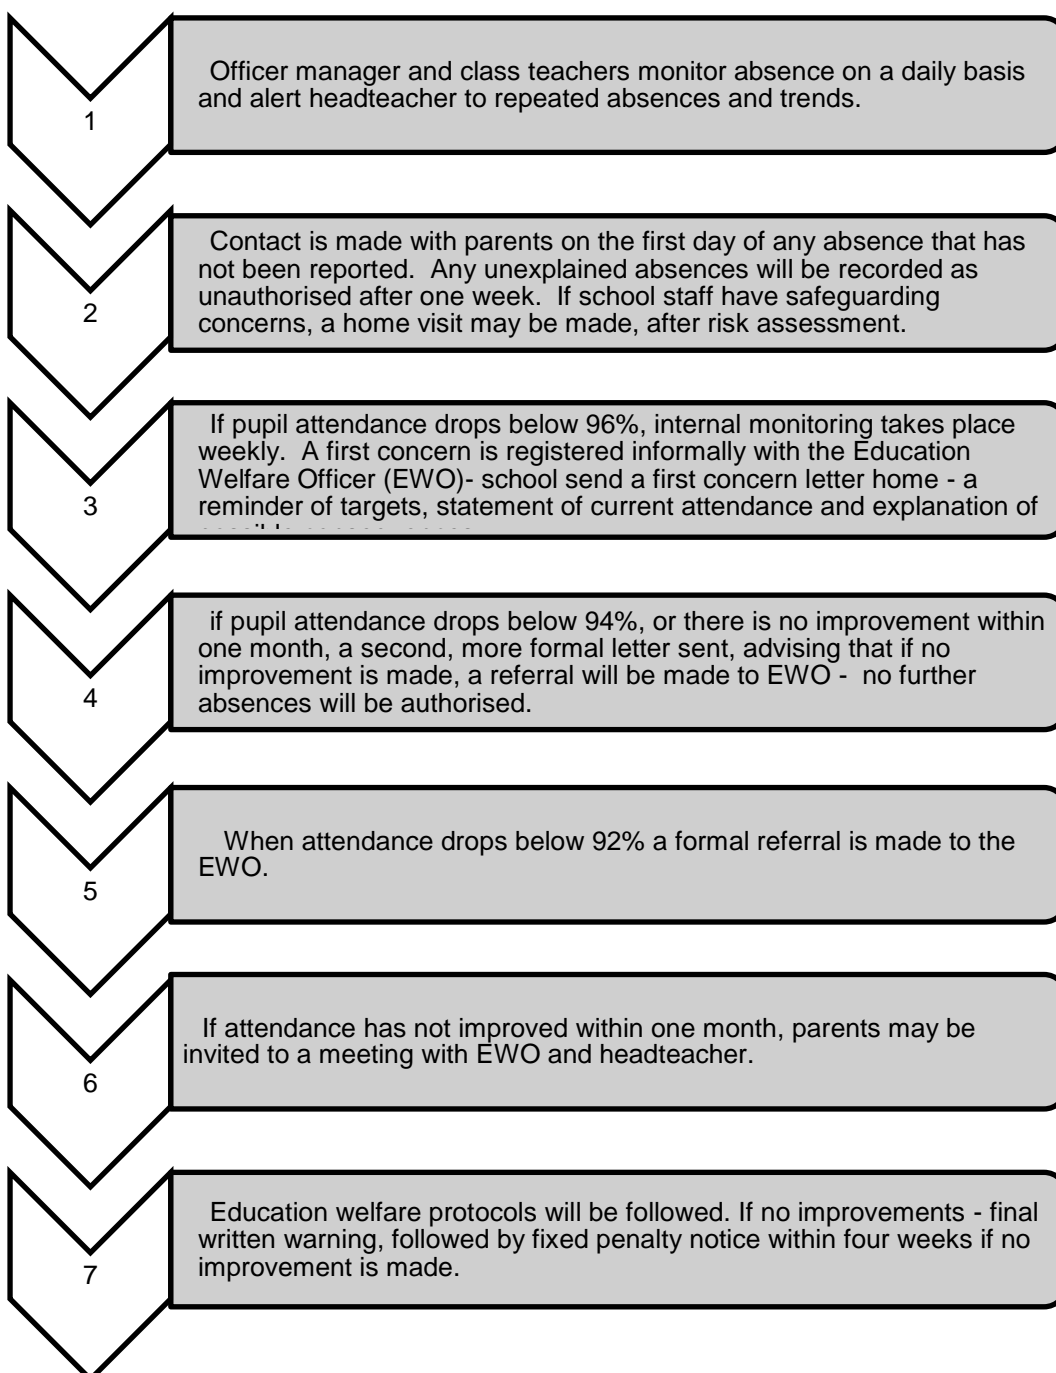 1
Officer manager and class teachers monitor absence on a daily basis
and alert headteacher to repeated absences and trends.
2
Contact is made with parents on the first day of any absence that has
not been reported.  Any unexplained absences will be recorded as
unauthorised after one week.  If school staff have safeguarding
concerns, a home visit may be made, after risk assessment.
3
If pupil attendance drops below 96%, internal monitoring takes place
weekly.  A first concern is registered informally with the Education
Welfare Officer (EWO)- school send a first concern letter home - a
reminder of targets, statement of current attendance and explanation of
4
if pupil attendance drops below 94%, or there is no improvement within
one month, a second, more formal letter sent, advising that if no
improvement is made, a referral will be made to EWO -  no further
absences will be authorised.
5
When attendance drops below 92% a formal referral is made to the
EWO.
6
If attendance has not improved within one month, parents may be
invited to a meeting with EWO and headteacher.
7
Education welfare protocols will be followed. If no improvements - final
written warning, followed by fixed penalty notice within four weeks if no
improvement is made.